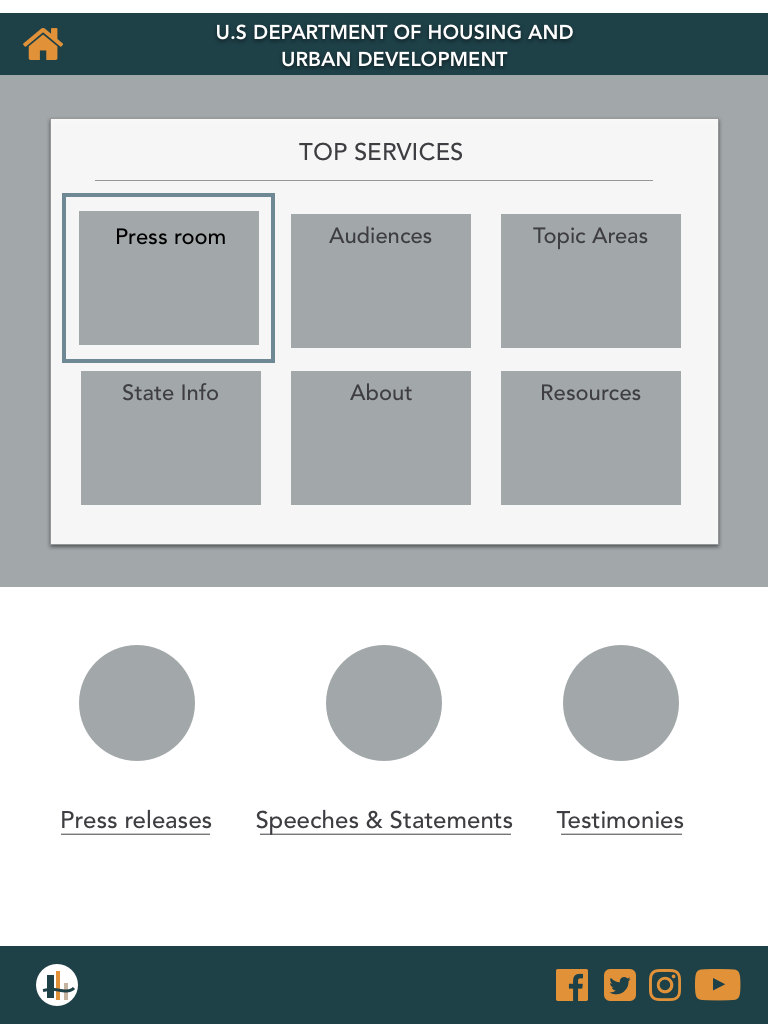 U.S DEPARTMENT OF HOUSING AND
URBAN DEVELOPMENT
TOP SERVICES
Press room
Audiences
Topic Areas
State Info
About
Resources
Press releases
Speeches & Statements
Testimonies